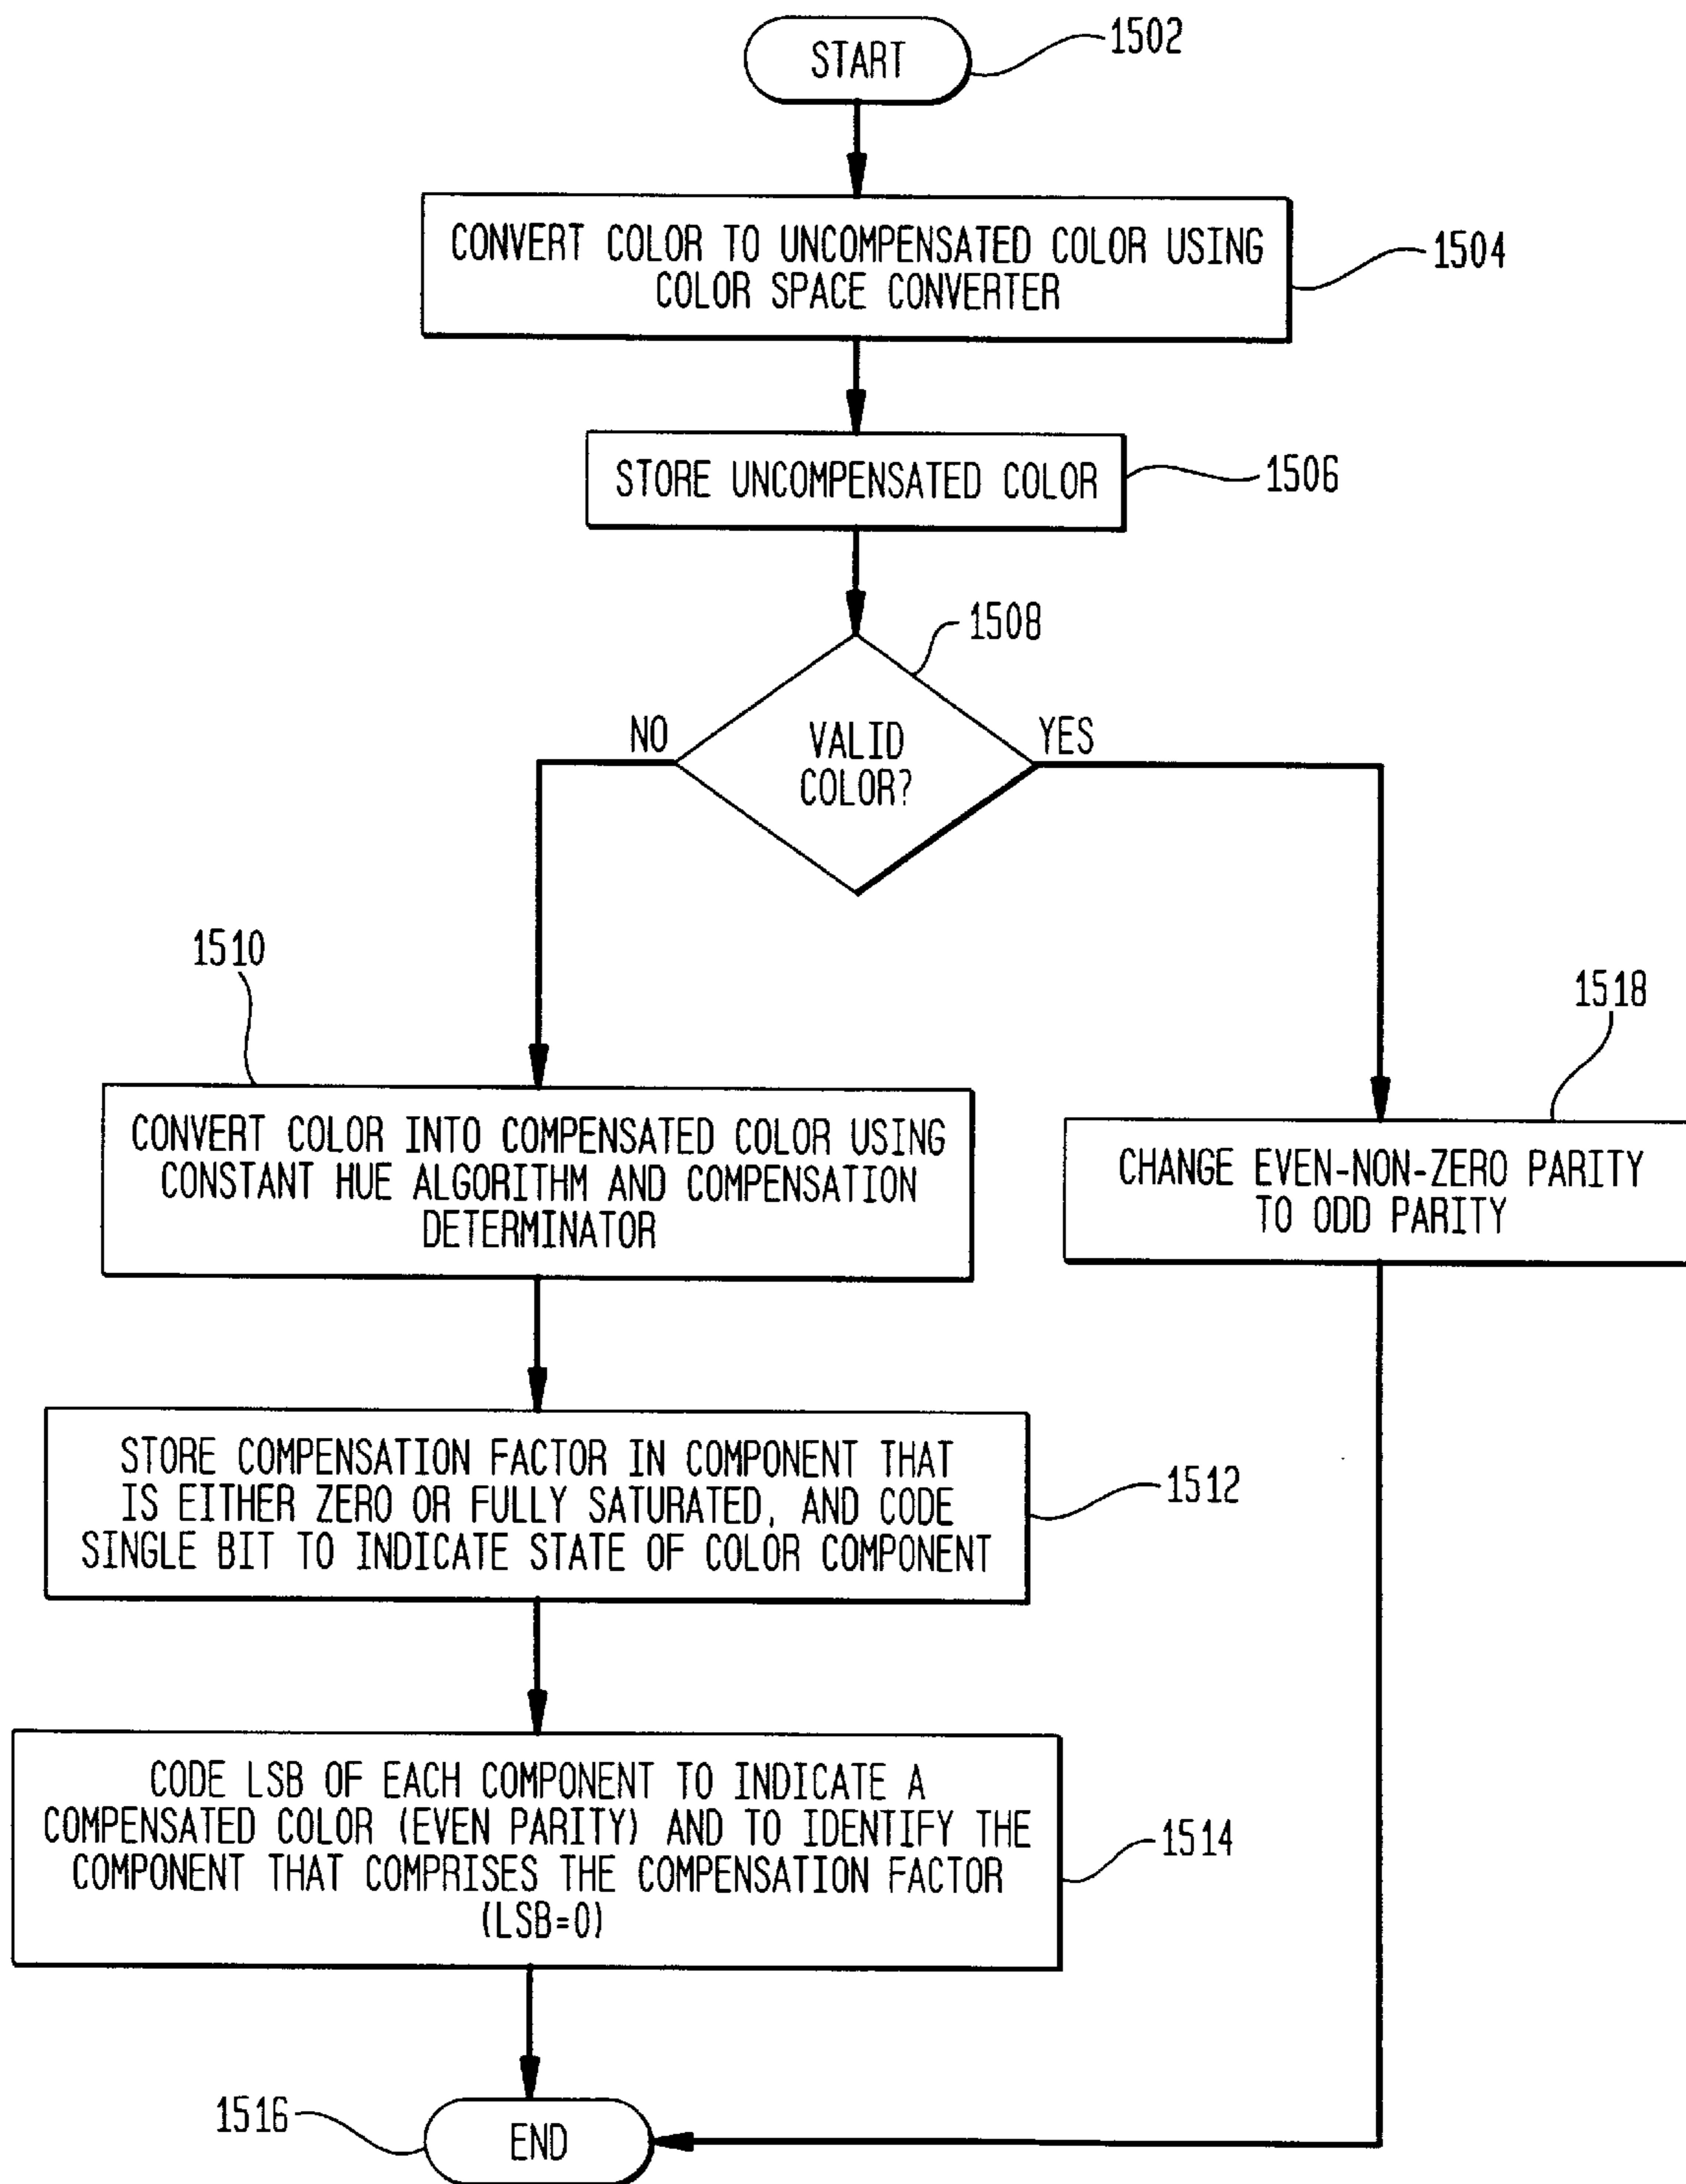 START
1502
CONVERT COLOR TO UNCOMPENSATED COLOR USING
COLOR SPACE CONVERTER
1504
STORE UNCOMPENSATED COLOR
1506
1508
VALID
COLOR?
NO
YES
1510
CONVERT COLOR INTO COMPENSATED COLOR USING
CONSTANT HUE ALGORITHM AND COMPENSATION
DETERMINATOR
1518
CHANGE EVEN-NON-ZERO PARITY
TO ODD PARITY
STORE COMPENSATION FACTOR IN COMPONENT THAT
IS EITHER ZERO OR FULLY SATURATED, AND CODE
SINGLE BIT TO INDICATE STATE OF COLOR COMPONENT
1512
CODE LSB OF EACH COMPONENT TO INDICATE A
COMPENSATED COLOR (EVEN PARITY) AND TO IDENTIFY THE
COMPONENT THAT COMPRISES THE COMPENSATION FACTOR
(LSB=0)
1514
1516
END